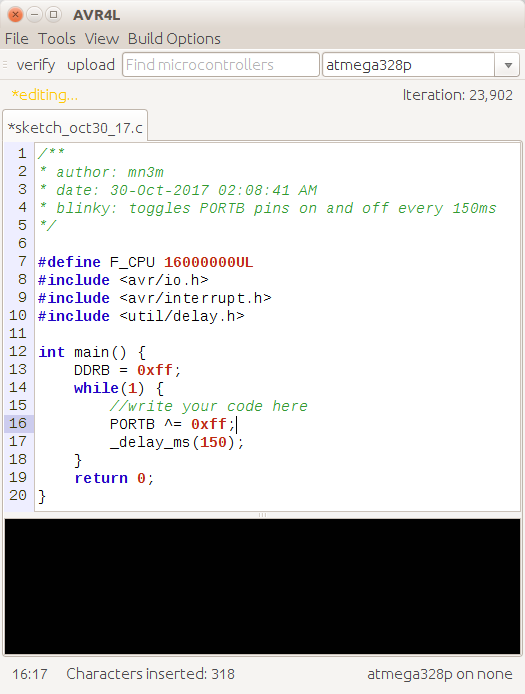 AVR4L
File Tools View Build Options
verify upload Find microcontrollers atmega328p
*editing... Iteration: 23,902
*sketch_oct30_17.c
1 /**
2 * author: mn3m
3 * date: 30-Oct-2017 02:08:41 AM
4 * blinky: toggles PORTB pins on and off every 150ms
5 */
6
7 #define F_CPU 16000000UL
8 #include <avr/io.h>
9 #include <avr/interrupt.h>
10 #include <util/delay.h>
11
12 int main() {
13     DDRB = 0xff;
14     while(1) {
15         //write your code here
16         PORTB ^= 0xff;
17         _delay_ms(150);
18     }
19     return 0;
20 }
16:17 Characters inserted: 318 atmega328p on none